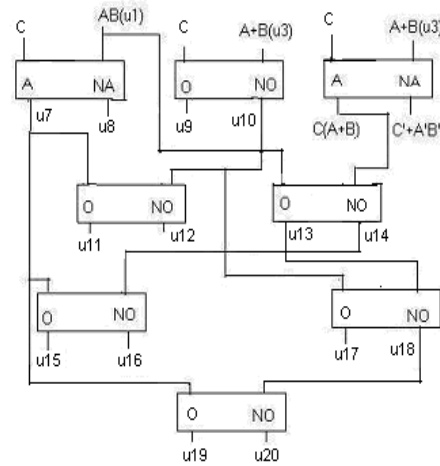 C AB(u1) C A+B(u3) C A+B(u3)
A NA O NO A NA
u7 u8 u9 u10 C(A+B) C'+A'B'
O NO O NO
u11 u12 u13 u14
O NO O NO
u15 u16 u17 u18
O NO
u19 u20